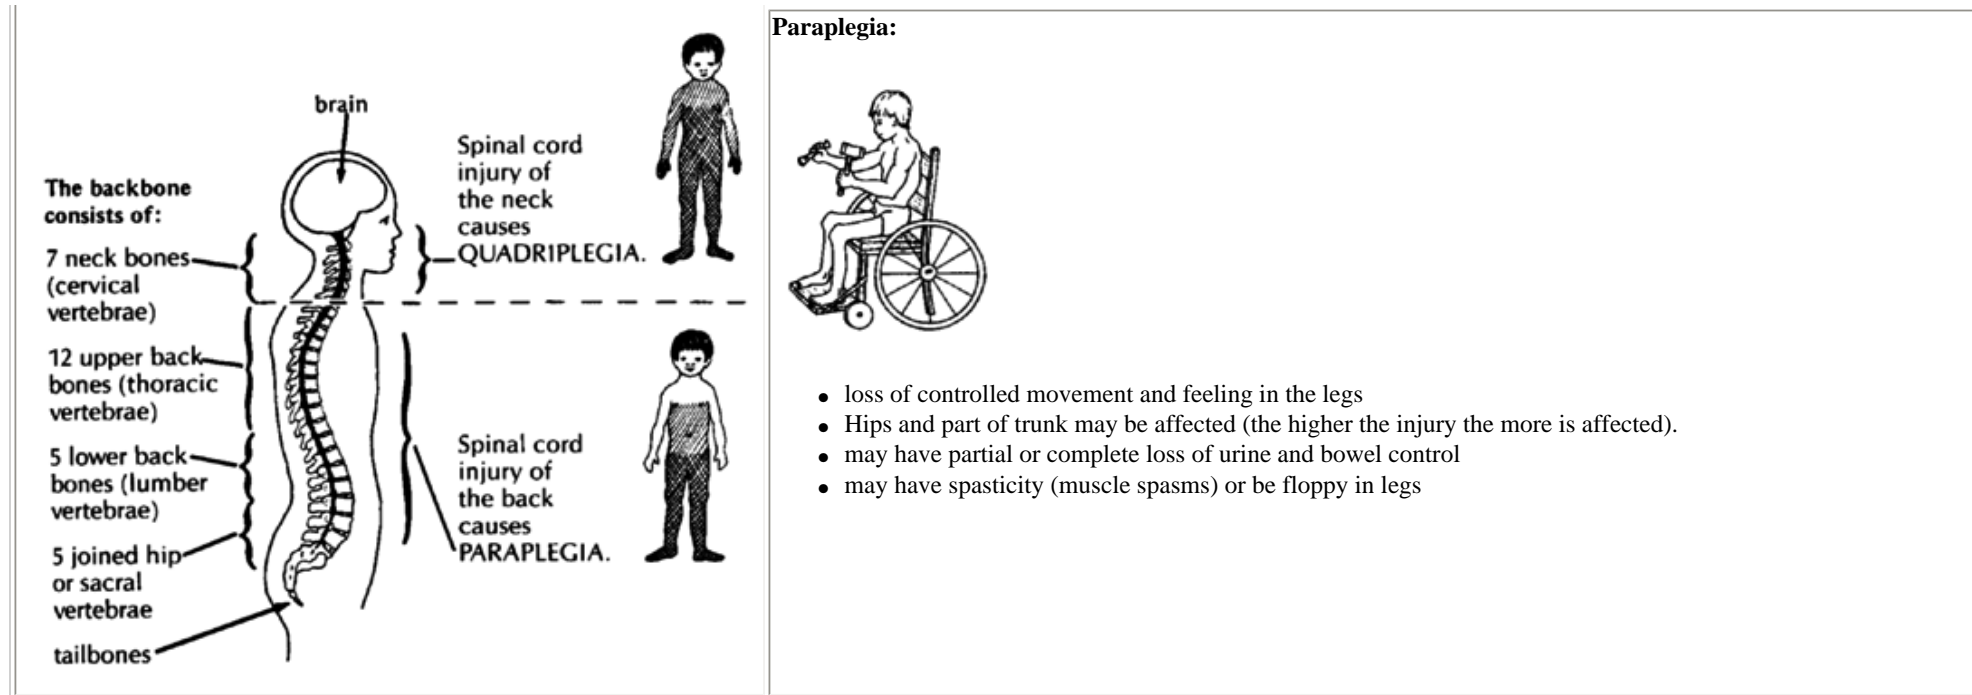 brain
The backbone
consists of:
7 neck bones
(cervical
vertebrae)
12 upper back
bones (thoracic
vertebrae)
5 lower back
bones (lumber
vertebrae)
5 joined hip
or sacral
vertebrae
tailbones
Spinal cord
injury of
the neck
causes
QUADRIPLEGIA.
Spinal cord
injury of
the back
causes
PARAPLEGIA.
Paraplegia:
• loss of controlled movement and feeling in the legs
• Hips and part of trunk may be affected (the higher the injury the more is affected).
• may have partial or complete loss of urine and bowel control
• may have spasticity (muscle spasms) or be floppy in legs